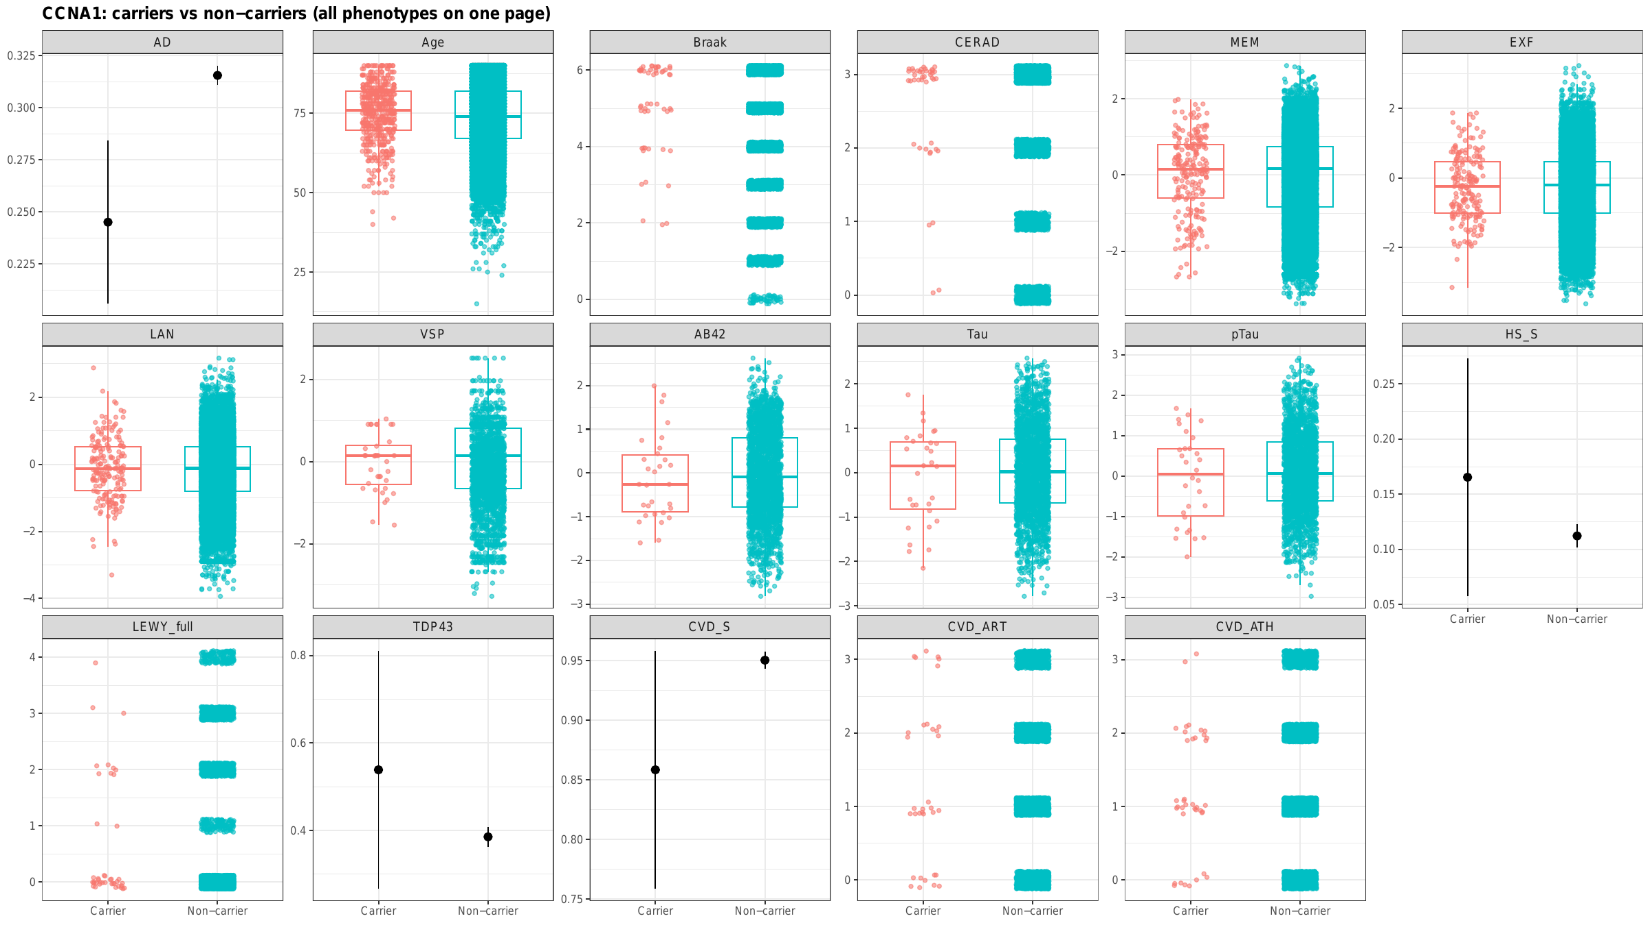 CCNA1: carriers vs non−carriers (all phenotypes on one page)
AD
Age
Braak
CERAD
MEM
EXF
0.325
0.300
0.275
0.250
0.225
75
50
25
6
4
2
0
3
2
1
0
2
0
−2
2
0
−2
LAN
VSP
AB42
Tau
pTau
HS_S
2
0
−2
−4
2
0
−2
2
1
0
−1
−2
−3
2
1
0
−1
−2
−3
3
2
1
0
−1
−2
−3
0.25
0.20
0.15
0.10
0.05
Carrier
Non−carrier
LEWY_full
TDP43
CVD_S
CVD_ART
CVD_ATH
4
3
2
1
0
0.8
0.6
0.4
0.95
0.90
0.85
0.80
0.75
3
2
1
0
3
2
1
0
Carrier
Non−carrier
Carrier
Non−carrier
Carrier
Non−carrier
Carrier
Non−carrier
Carrier
Non−carrier